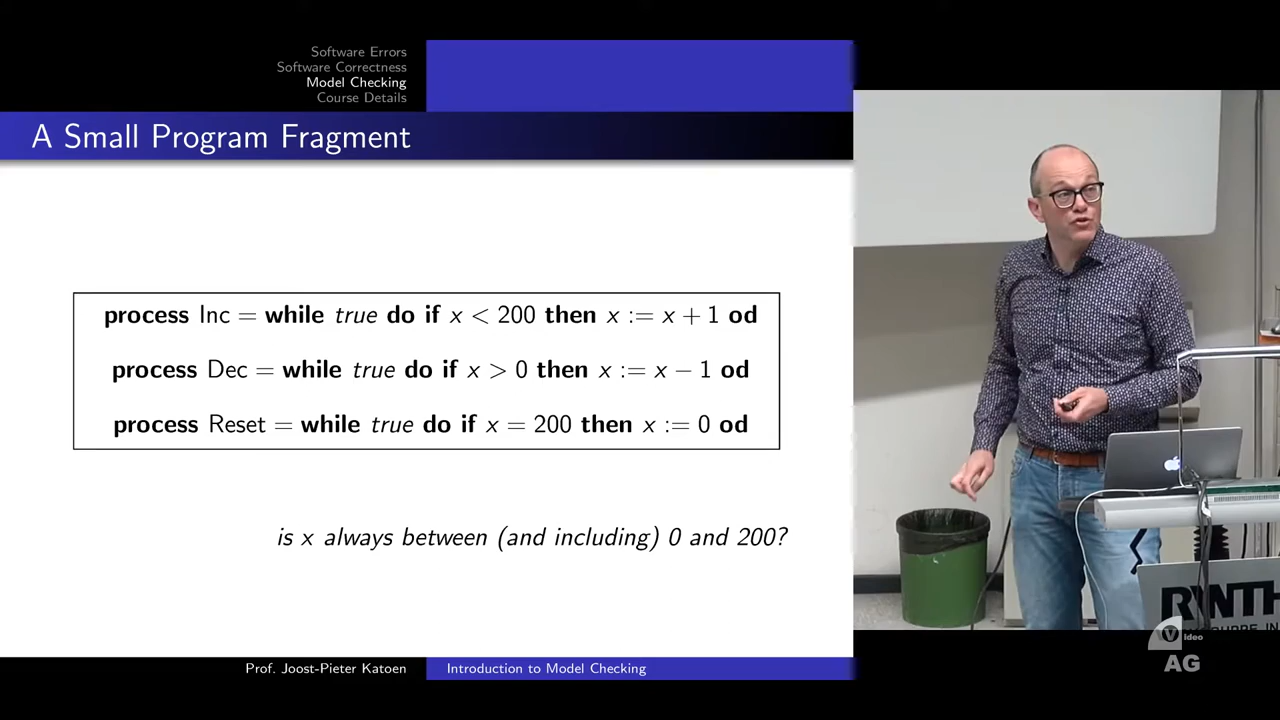 Software Errors
Software Correctness
Model Checking
Course Details
A Small Program Fragment
process Inc = while true do if x < 200 then x := x + 1 od
process Dec = while true do if x > 0 then x := x − 1 od
process Reset = while true do if x = 200 then x := 0 od
is x always between (and including) 0 and 200?
Prof. Joost-Pieter Katoen
Introduction to Model Checking
RWTH
Video
AG